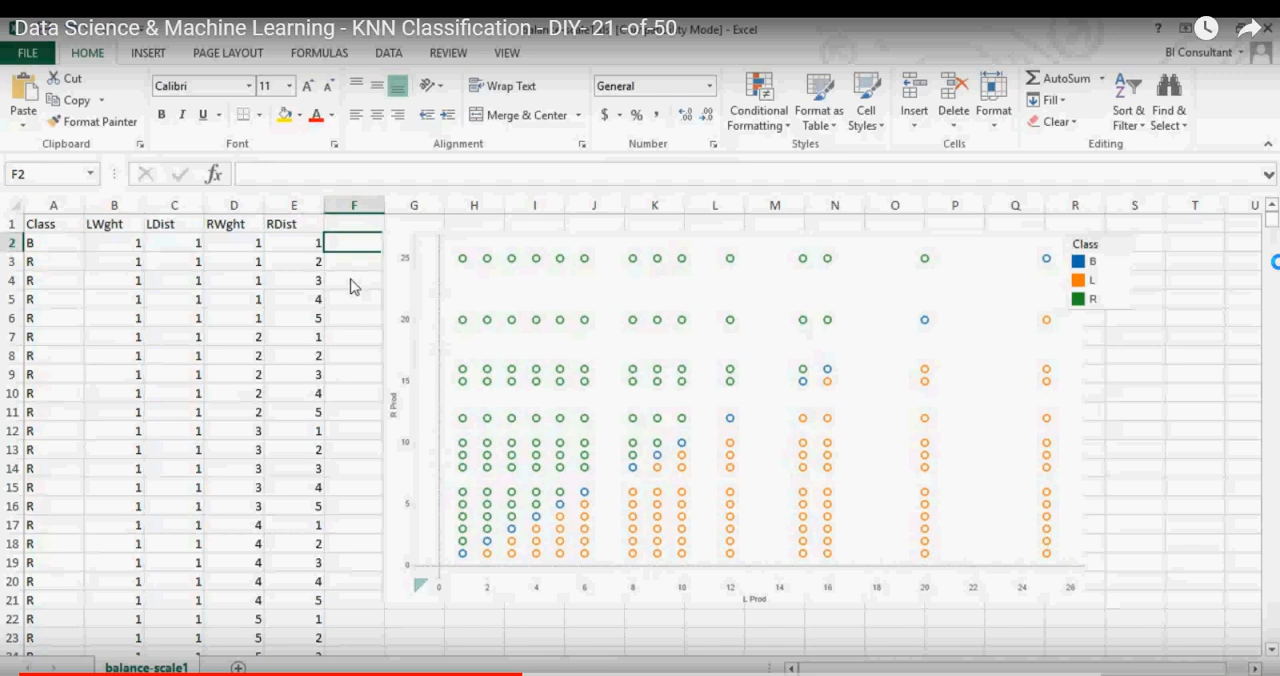 Data Science & Machine Learning - KNN Classification - DIY- 21 -of-50
y Mode] - Excel
?
FILE HOME INSERT PAGE LAYOUT FORMULAS DATA REVIEW VIEW
BI Consultant
Paste
Cut
Copy
Format Painter
Calibri 11 A A
B I U A
Wrap Text
Merge & Center
General
$ % ,
Conditional Formatting
Format as Table
Cell Styles
Insert Delete Format
AutoSum
Fill
Clear
Sort & Filter
Find & Select
Clipboard Font Alignment Number Styles Cells Editing
F2 fx
A B C D E F G H I J K L M N O P Q R S T U
1 Class LWght LDist RWght RDist
2 B 1 1 1 1
3 R 1 1 1 2
4 R 1 1 1 3
5 R 1 1 1 4
6 R 1 1 1 5
7 R 1 1 2 1
8 R 1 1 2 2
9 R 1 1 2 3
10 R 1 1 2 4
11 R 1 1 2 5
12 R 1 1 3 1
13 R 1 1 3 2
14 R 1 1 3 3
15 R 1 1 3 4
16 R 1 1 3 5
17 R 1 1 4 1
18 R 1 1 4 2
19 R 1 1 4 3
20 R 1 1 4 4
21 R 1 1 4 5
22 R 1 1 5 1
23 R 1 1 5 2
Class
B
L
R
25
20
15
10
5
0
R Prod
0 2 4 6 8 10 12 14 16 18 20 22 24 26
L Prod
balance-scale1